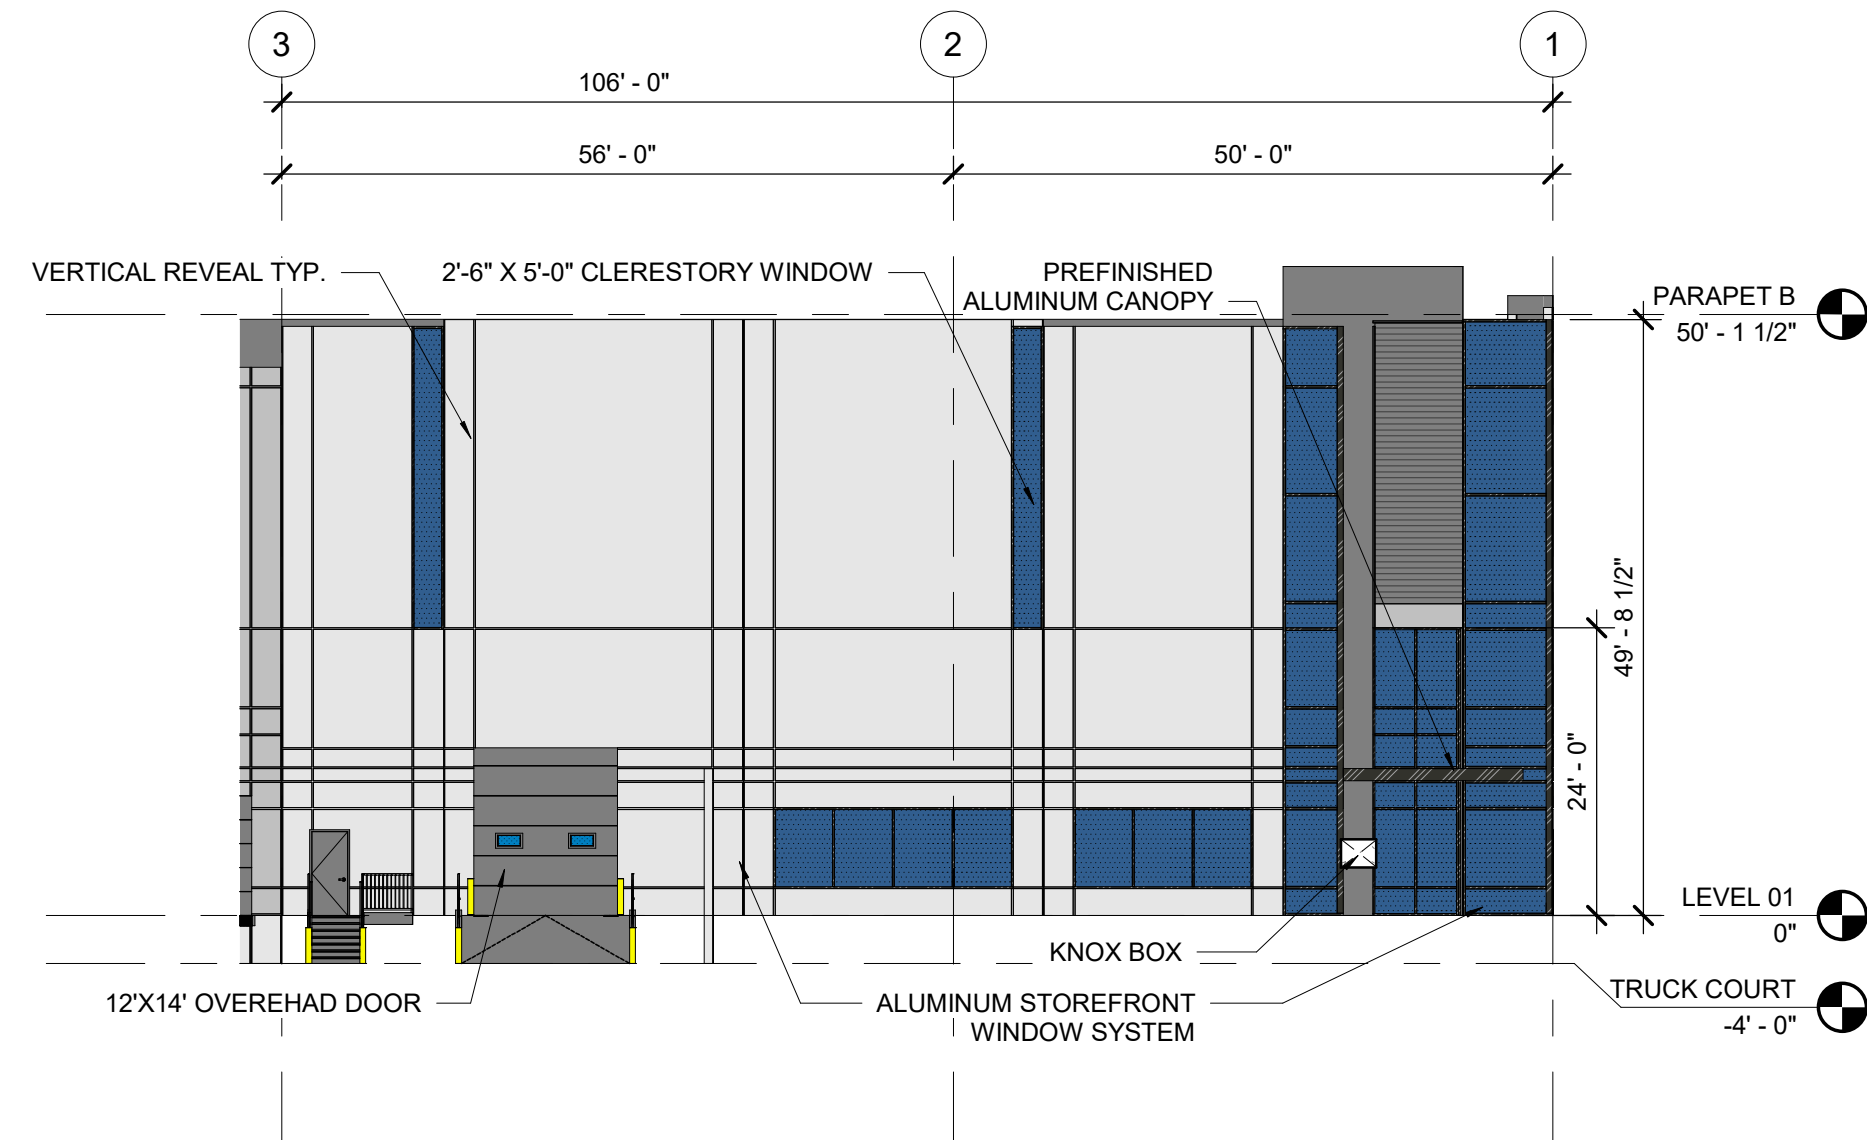 3
2
1
106' - 0"
56' - 0"
50' - 0"
VERTICAL REVEAL TYP.
2'-6" X 5'-0" CLERESTORY WINDOW
PREFINISHED
ALUMINUM CANOPY
PARAPET B
50' - 1 1/2"
49' - 8 1/2"
24' - 0"
LEVEL 01
0"
KNOX BOX
12'X14' OVEREHAD DOOR
ALUMINUM STOREFRONT
WINDOW SYSTEM
TRUCK COURT
-4' - 0"